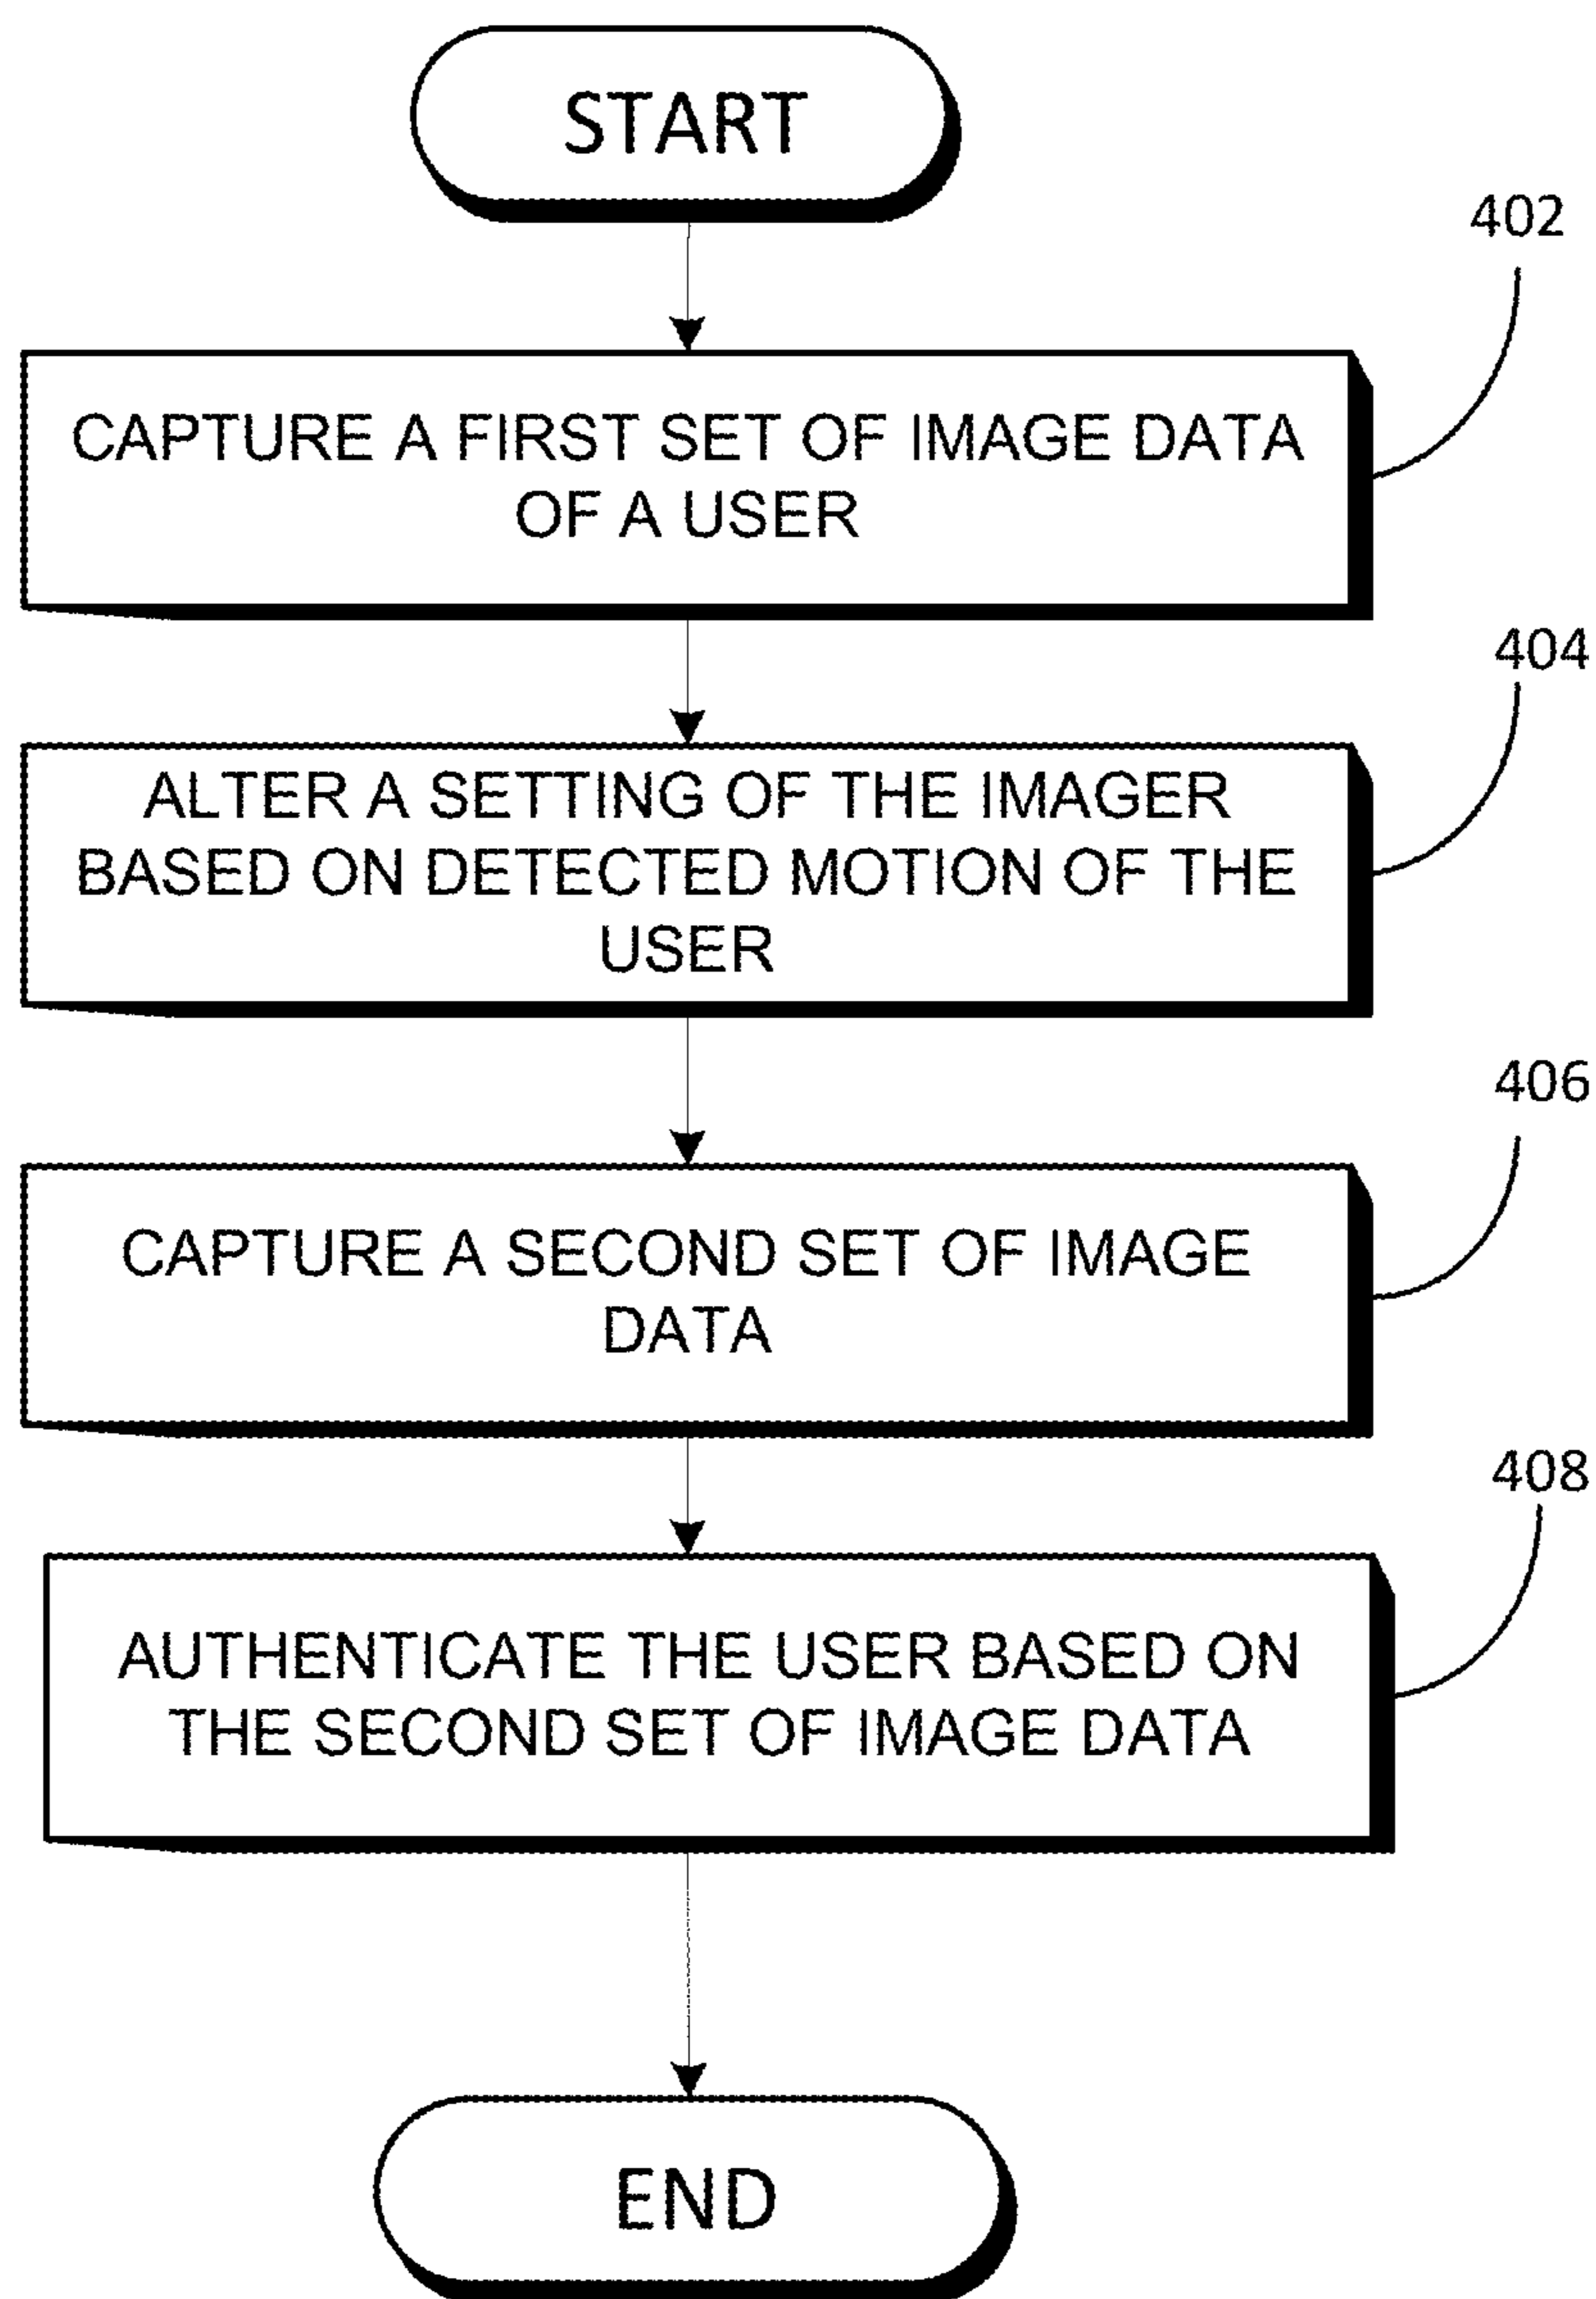 START
402
CAPTURE A FIRST SET OF IMAGE DATA
OF A USER
404
ALTER A SETTING OF THE IMAGER
BASED ON DETECTED MOTION OF THE
USER
406
CAPTURE A SECOND SET OF IMAGE
DATA
408
AUTHENTICATE THE USER BASED ON
THE SECOND SET OF IMAGE DATA
END